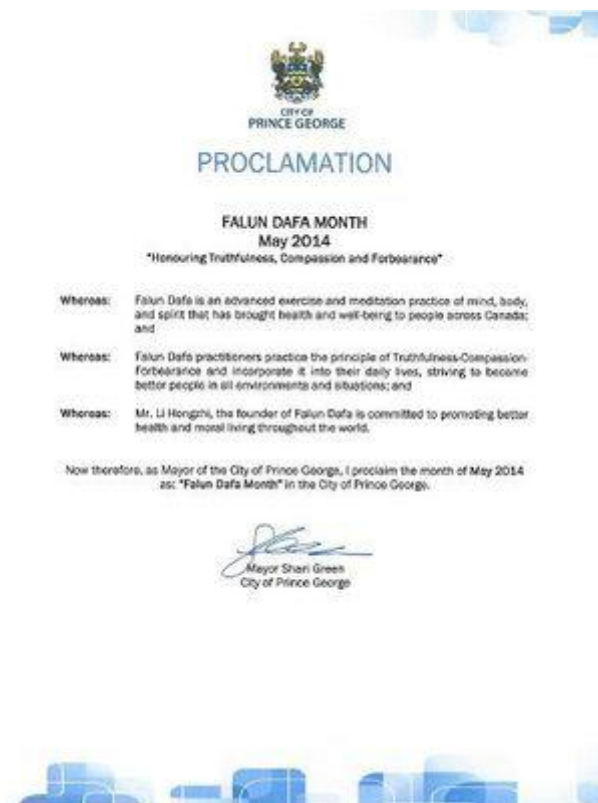 CITY OF
PRINCE GEORGE
PROCLAMATION
FALUN DAFA MONTH
May 2014
"Honouring Truthfulness, Compassion and Forbearance"
Whereas: Falun Dafa is an advanced exercise and meditation practice of mind, body,
and spirit that has brought health and well-being to people across Canada;
and
Whereas: Falun Dafa practitioners practice the principle of Truthfulness-Compassion-
Forbearance and incorporate it into their daily lives, striving to become
better people in all environments and situations; and
Whereas: Mr. Li Hongzhi, the founder of Falun Dafa is committed to promoting better
health and moral living throughout the world.
Now therefore, as Mayor of the City of Prince George, I proclaim the month of May 2014
as: "Falun Dafa Month" in the City of Prince George.
Mayor Shari Green
City of Prince George